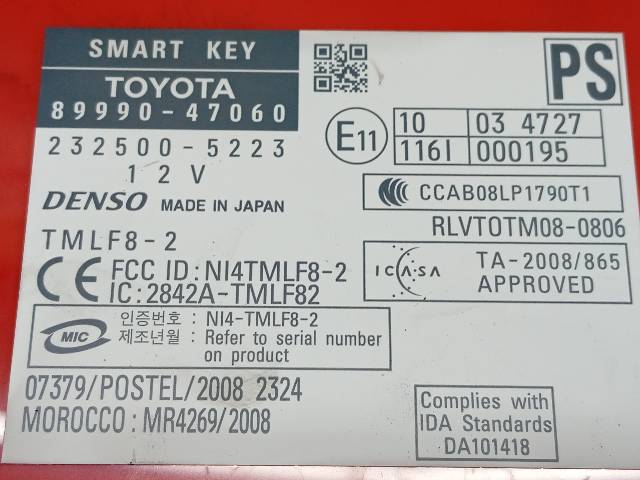 SMART KEY
TOYOTA
89990-47060
232500-5223
12V
DENSO MADE IN JAPAN
TMLF8-2
CE FCC ID:NI4TMLF8-2
IC:2842A-TMLF82
MIC 인증번호 : NI4-TMLF8-2
제조년월 : Refer to serial number
on product
07379/POSTEL/2008 2324
MOROCCO:MR4269/2008
PS
E11
10 03 4727
116I 000195
CCAB08LP1790T1
RLVTOTM08-0806
ICASA TA-2008/865
APPROVED
Complies with
IDA Standards
DA101418